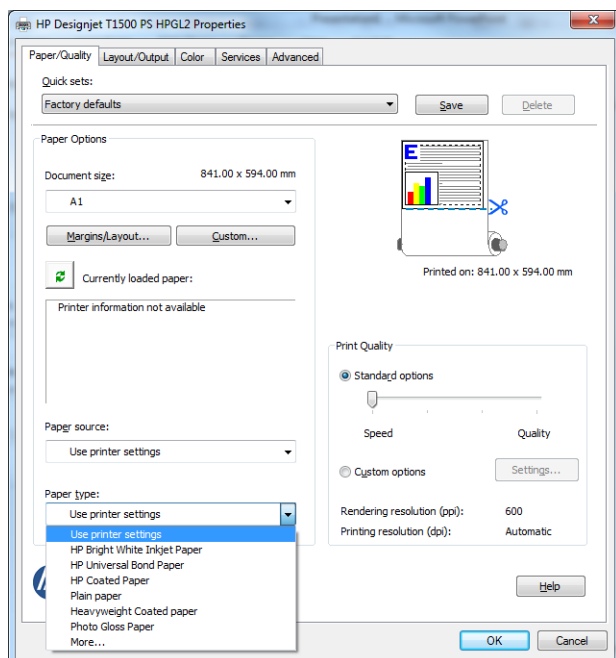 HP Designjet T1500 PS HPGL2 Properties
Paper/Quality Layout/Output Color Services Advanced
Quick sets:
Factory defaults
Save Delete
Paper Options
Document size: 841.00 x 594.00 mm
A1
Margins/Layout... Custom...
Currently loaded paper:
Printer information not available
E
Printed on: 841.00 x 594.00 mm
Paper source:
Use printer settings
Paper type:
Use printer settings
Use printer settings
HP Bright White Inkjet Paper
HP Universal Bond Paper
HP Coated Paper
Plain paper
Heavyweight Coated paper
Photo Gloss Paper
More...
Print Quality
Standard options
Speed Quality
Custom options Settings...
Rendering resolution (ppi): 600
Printing resolution (dpi): Automatic
Help
OK Cancel